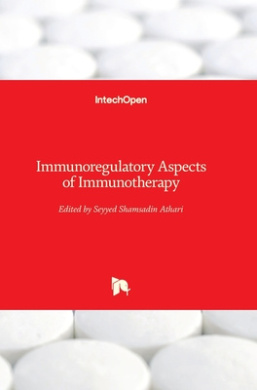 IntechOpen
Immunoregulatory Aspects
of Immunotherapy
Edited by Seyyed Shamsadin Athari